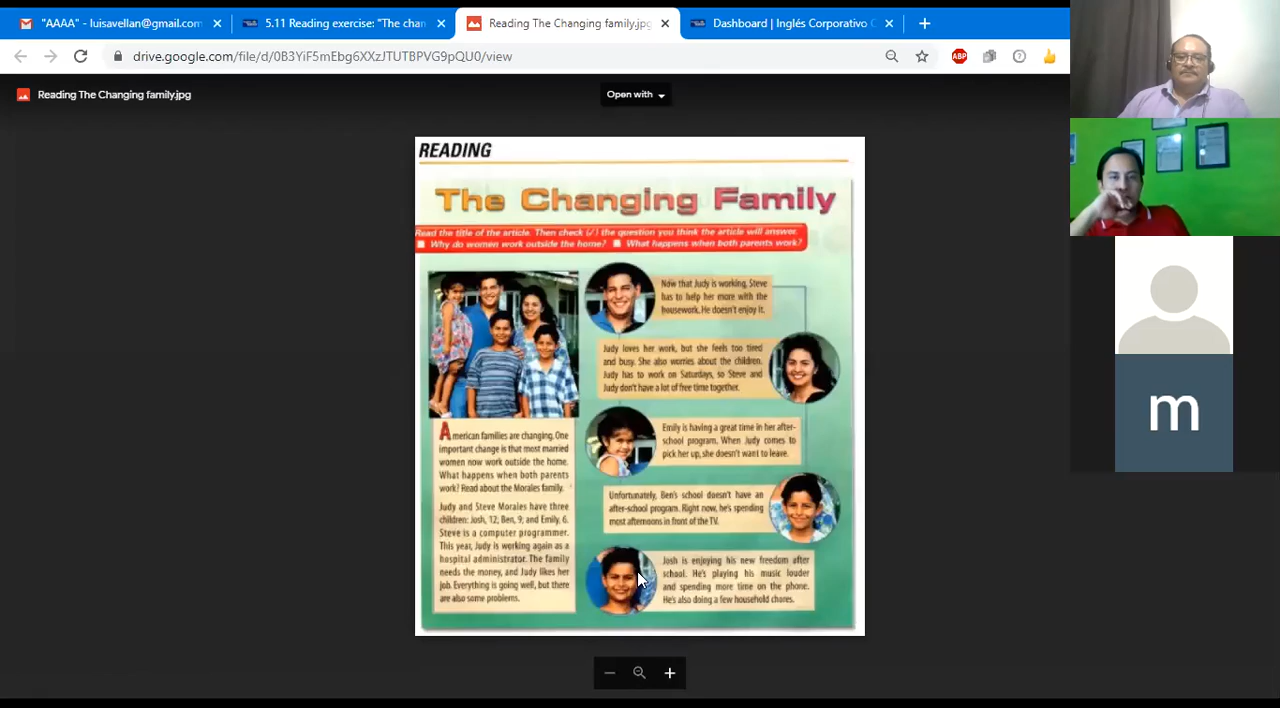 "AAAA" - luisavellan@gmail.com
5.11 Reading exercise: "The chan
Reading The Changing family.jpg
Dashboard | Inglés Corporativo C
drive.google.com/file/d/0B3YiF5mEbg6XXzJTUTBPVG9pQU0/view
ABP
Reading The Changing family.jpg
Open with
READING
The Changing Family
Read the title of the article. Then check (✓) the question you think the article will answer.
Why do women work outside the home? What happens when both parents work?
Now that Judy is working, Steve
has to help her more with the
housework. He doesn't enjoy it.
Judy loves her work, but she feels too tired
and busy. She also worries about the children.
Judy has to work on Saturdays, so Steve and
Judy don't have a lot of free time together.
American families are changing. One
important change is that most married
women now work outside the home.
What happens when both parents
work? Read about the Morales family.
Judy and Steve Morales have three
children: Josh, 12; Ben, 9; and Emily, 6.
Steve is a computer programmer.
This year, Judy is working again as a
hospital administrator. The family
needs the money, and Judy likes her
job. Everything is going well, but there
are also some problems.
Emily is having a great time in her after-
school program. When Judy comes to
pick her up, she doesn't want to leave.
Unfortunately, Ben's school doesn't have an
after-school program. Right now, he's spending
most afternoons in front of the TV.
Josh is enjoying his new freedom after
school. He's playing his music louder
and spending more time on the phone.
He's also doing a few household chares.
m